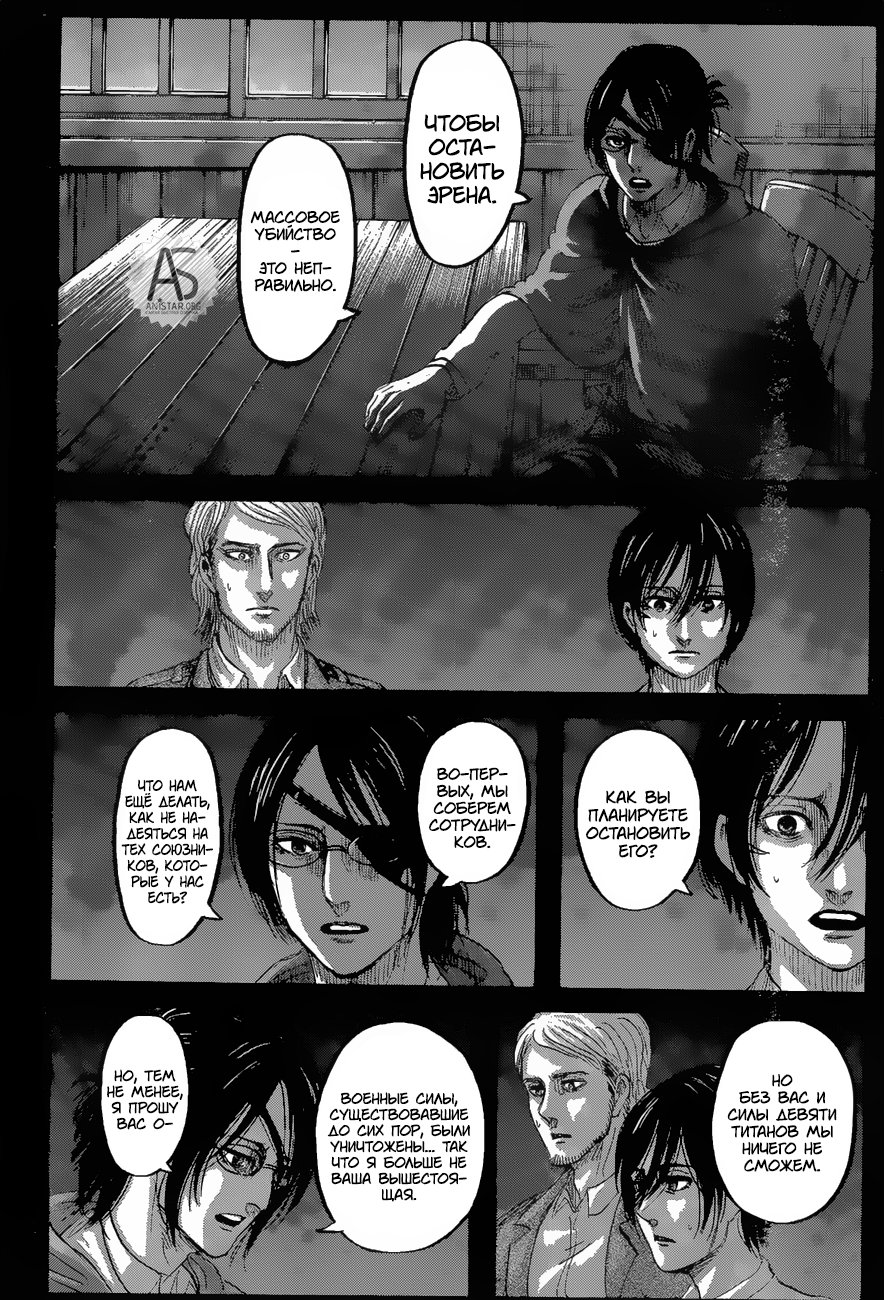 ЧТОБЫ
ОСТА-
НОВИТЬ
ЭРЕНА.
МАССОВОЕ
УБИЙСТВО
-
ЭТО НЕП-
РАВИЛЬНО.
AS
ANISTAR.ORG
КАК ВЫ
ПЛАНИРУЕТЕ
ОСТАНОВИТЬ
ЕГО?
ВО-ПЕР-
ВЫХ, МЫ
СОБЕРЕМ
СОТРУДНИ-
КОВ.
ЧТО НАМ
ЕЩЁ ДЕЛАТЬ,
КАК НЕ НА-
ДЕЯТЬСЯ НА
ТЕХ СОЮЗНИ-
КОВ, КОТО-
РЫЕ У НАС
ЕСТЬ?
НО
БЕЗ ВАС И
СИЛЫ ДЕВЯТИ
ТИТАНОВ МЫ
НИЧЕГО НЕ
СМОЖЕМ.
ВОЕННЫЕ СИЛЫ,
СУЩЕСТВОВАВШИЕ
ДО СИХ ПОР, БЫЛИ
УНИЧТОЖЕНЫ... ТАК
ЧТО Я БОЛЬШЕ НЕ
ВАША ВЫШЕСТОЯ-
ЩАЯ.
НО, ТЕМ
НЕ МЕНЕЕ,
Я ПРОШУ
ВАС О-